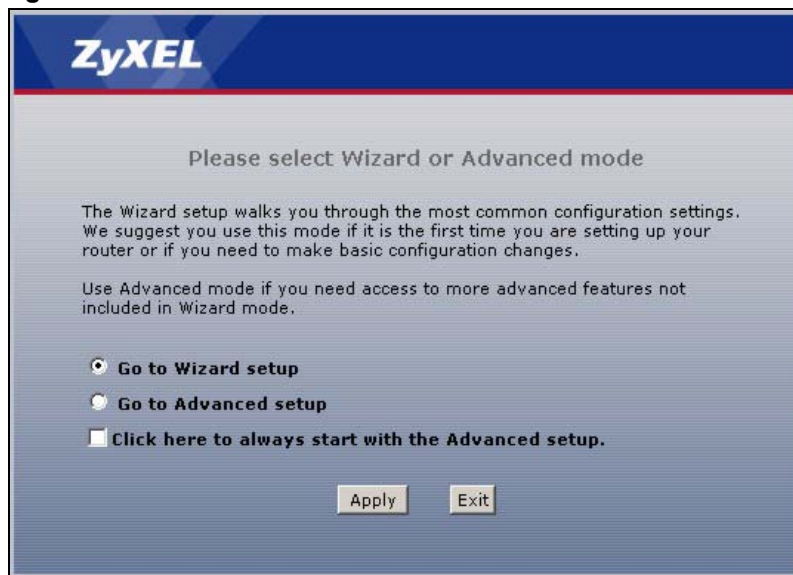 ZyXEL
Please select Wizard or Advanced mode
The Wizard setup walks you through the most common configuration settings.
We suggest you use this mode if it is the first time you are setting up your
router or if you need to make basic configuration changes.
Use Advanced mode if you need access to more advanced features not
included in Wizard mode.
Go to Wizard setup
Go to Advanced setup
Click here to always start with the Advanced setup.
Apply Exit